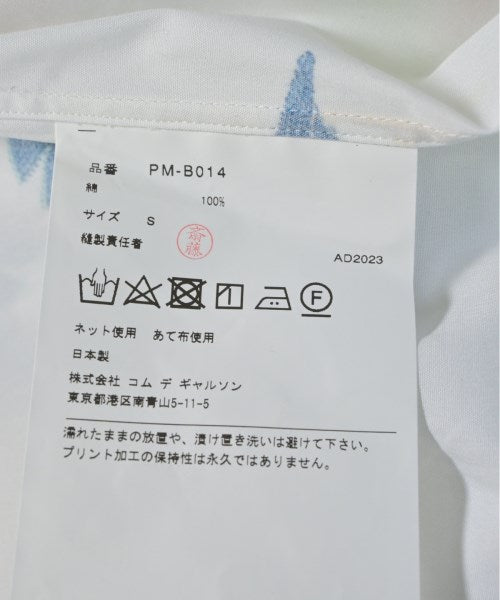 品番 PM-B014
綿
100%
サイズ S
縫製責任者 斎藤
AD2023
F
ネット使用 あて布使用
日本製
株式会社 コム デ ギャルソン
東京都港区南青山5-11-5
濡れたままの放置や、漬け置き洗いは避けて下さい。
プリント加工の保持性は永久ではありません。